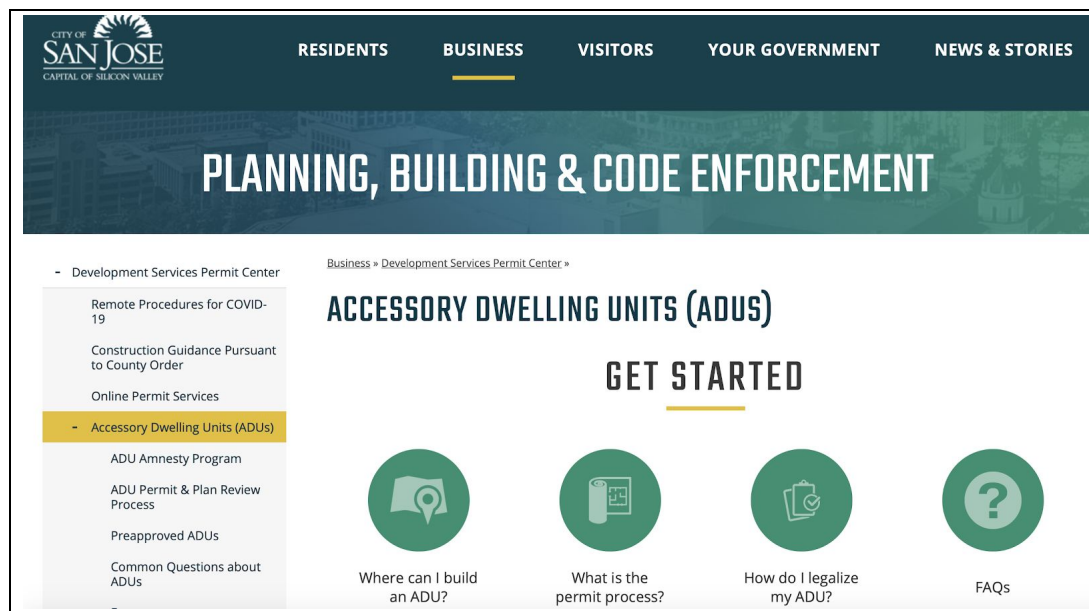 CITY OF
SAN JOSE
CAPITAL OF SILICON VALLEY
RESIDENTS
BUSINESS
VISITORS
YOUR GOVERNMENT
NEWS & STORIES
PLANNING, BUILDING & CODE ENFORCEMENT
- Development Services Permit Center
Remote Procedures for COVID-
19
Construction Guidance Pursuant
to County Order
Online Permit Services
- Accessory Dwelling Units (ADUs)
ADU Amnesty Program
ADU Permit & Plan Review
Process
Preapproved ADUs
Common Questions about
ADUs
Business » Development Services Permit Center »
ACCESSORY DWELLING UNITS (ADUS)
GET STARTED
Where can I build
an ADU?
What is the
permit process?
How do I legalize
my ADU?
?
FAQs